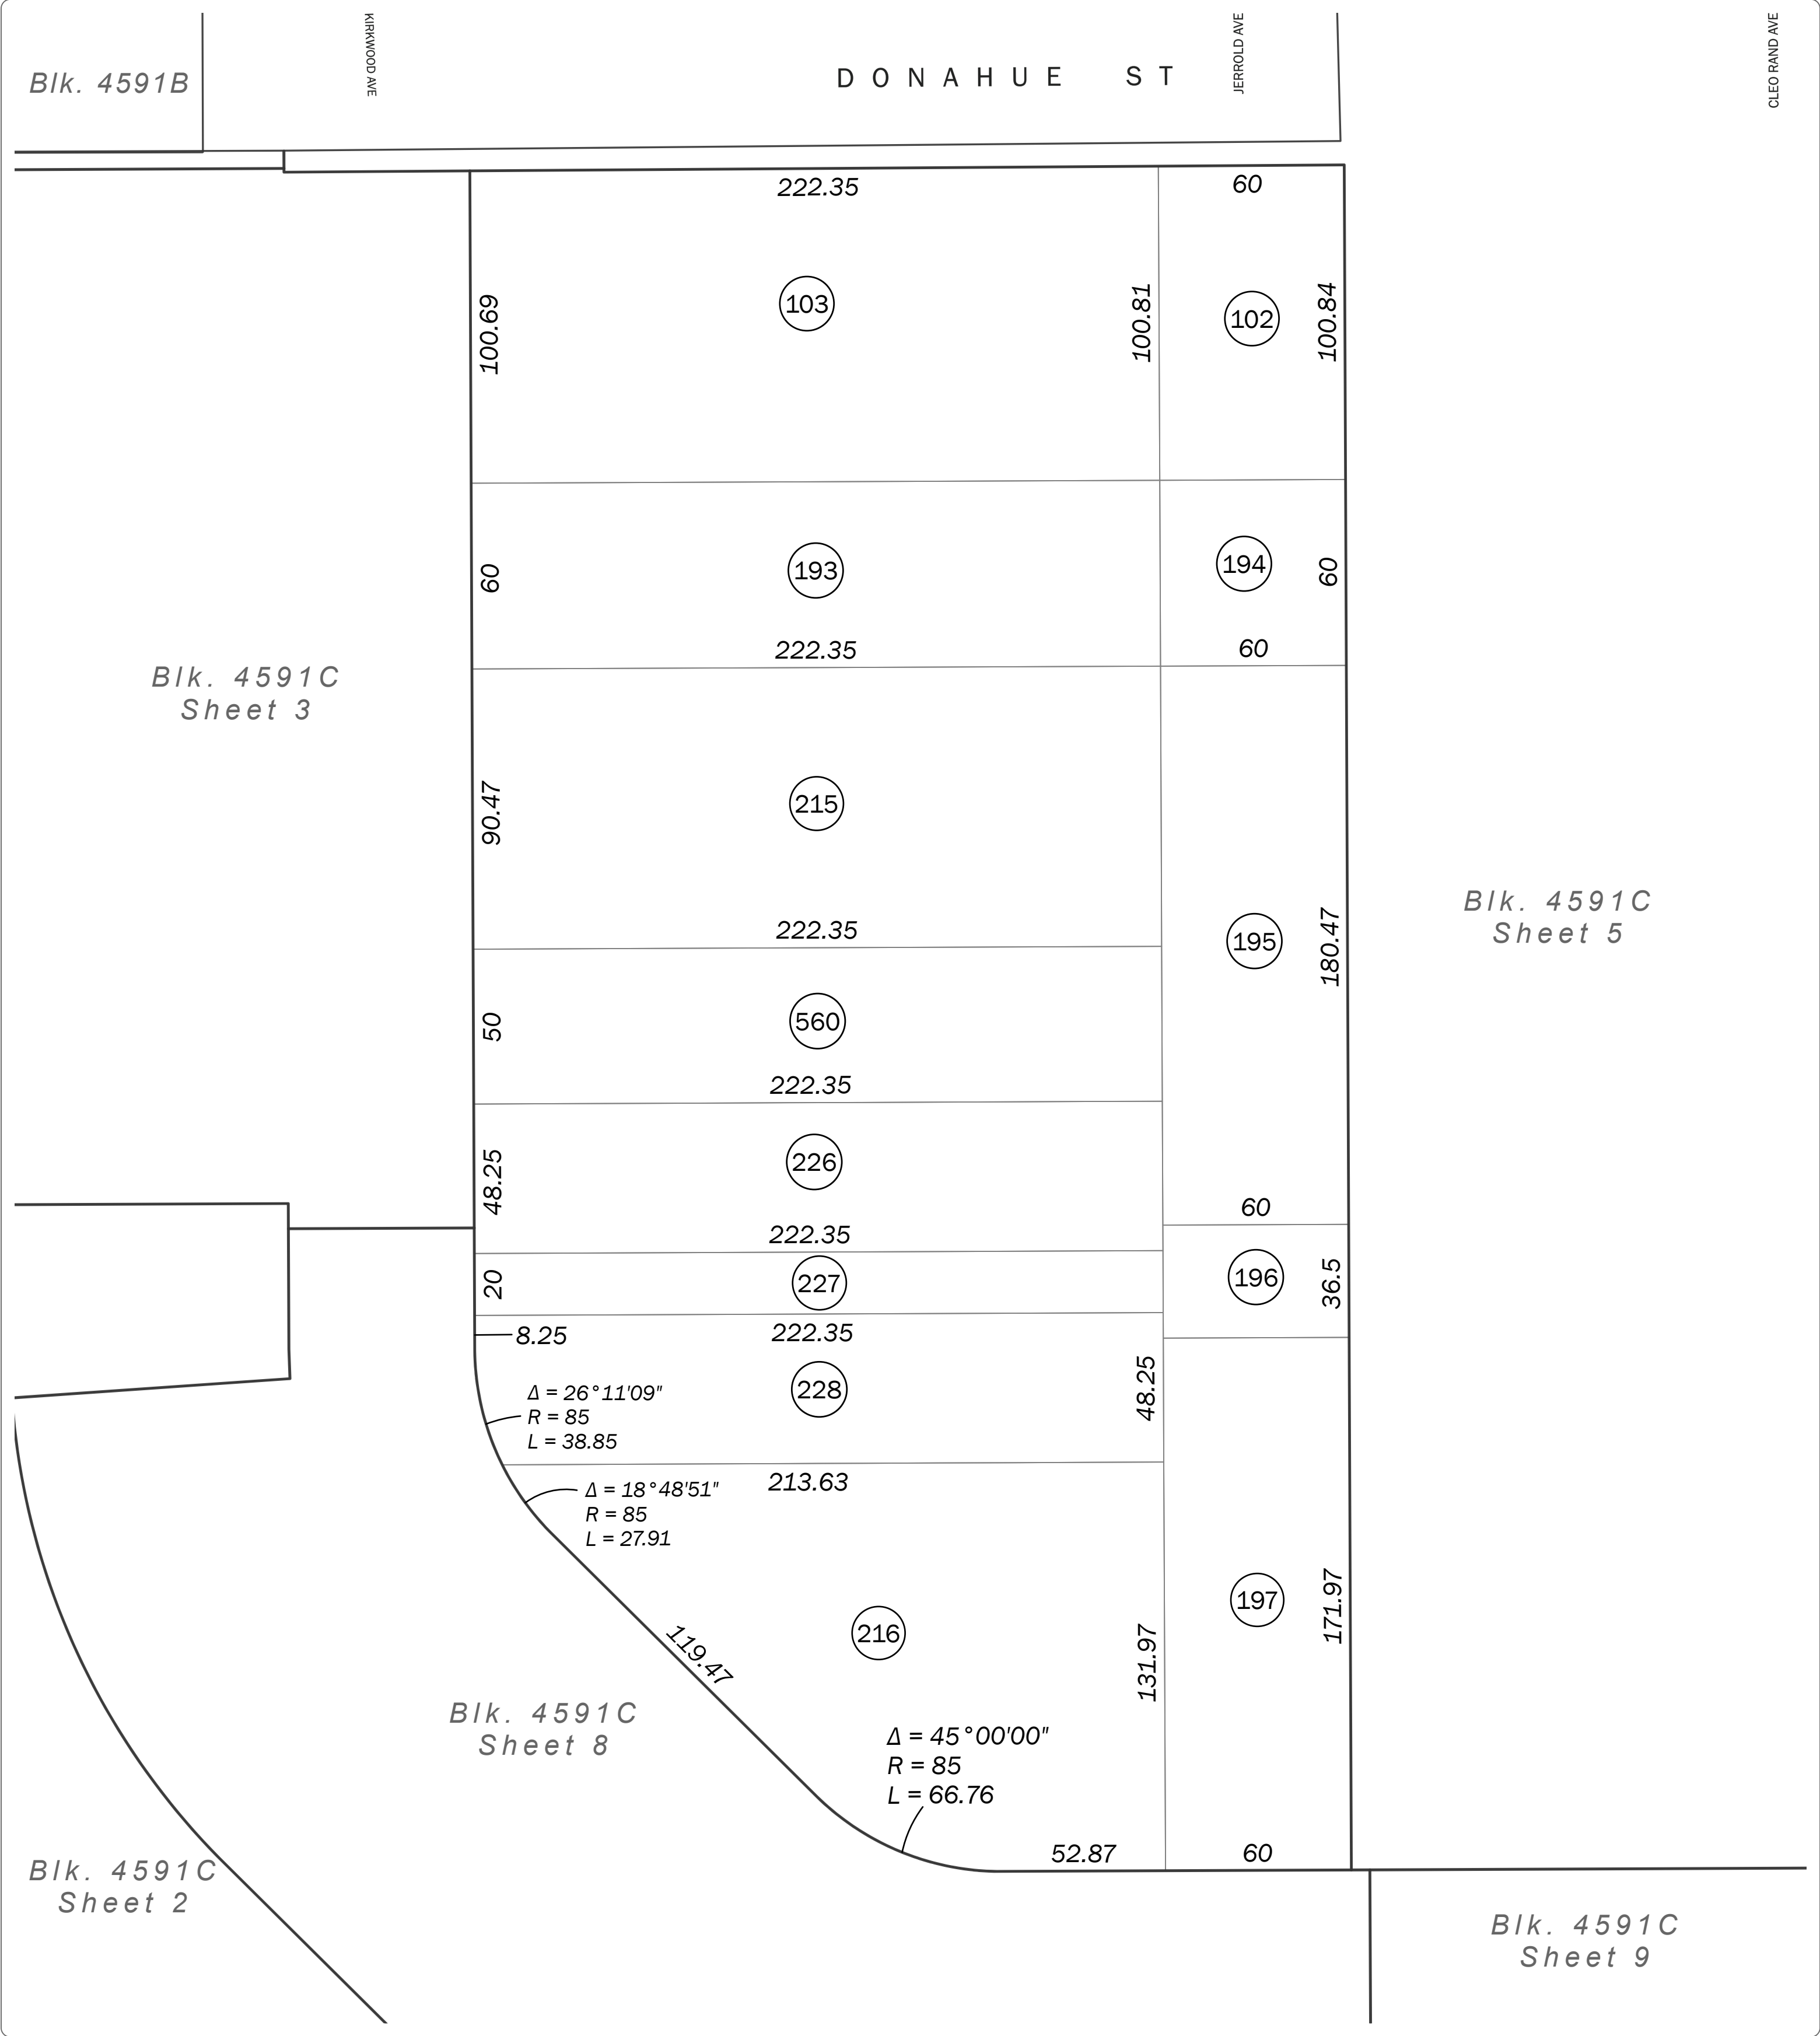 Blk. 4591B
KIRKWOOD AVE
DONAHUE ST
JERROLD AVE
CLEO RAND AVE
222.35
60
100.69
103
100.81
102
100.84
60
193
194
60
222.35
60
Blk. 4591C
Sheet 3
90.47
215
222.35
195
180.47
Blk. 4591C
Sheet 5
50
560
222.35
48.25
226
222.35
60
20
227
196
36.5
8.25
222.35
Δ = 26°11'09"
R = 85
L = 38.85
228
48.25
213.63
Δ = 18°48'51"
R = 85
L = 27.91
119.47
216
131.97
197
171.97
Blk. 4591C
Sheet 8
Δ = 45°00'00"
R = 85
L = 66.76
52.87
60
Blk. 4591C
Sheet 2
Blk. 4591C
Sheet 9